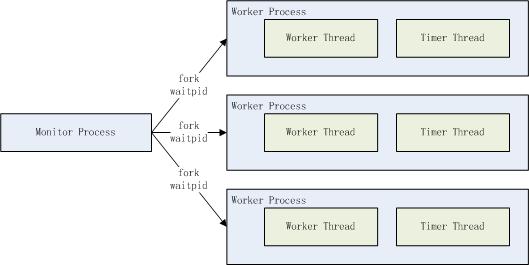 Worker Process
Worker Thread
Timer Thread
fork
waitpid
Worker Process
Monitor Process
fork
waitpid
Worker Thread
Timer Thread
fork
waitpid
Worker Process
Worker Thread
Timer Thread